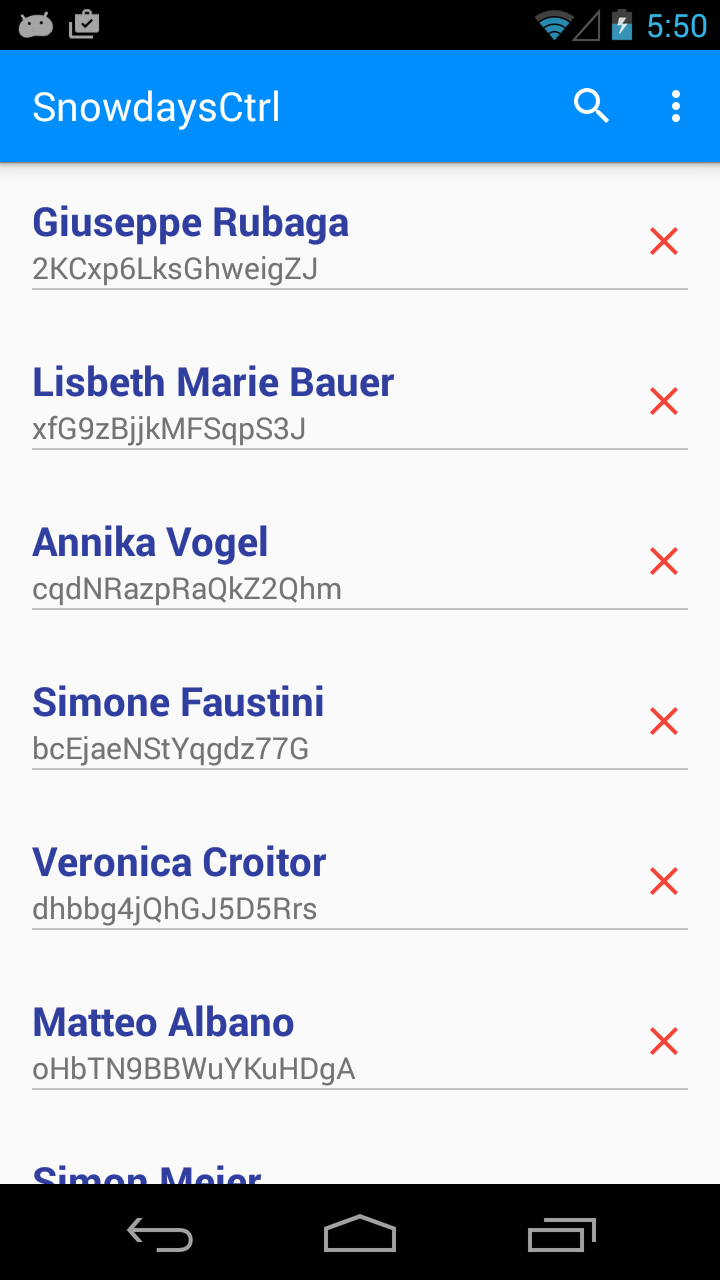 5:50
SnowdaysCtrl
Giuseppe Rubaga
2KCxp6LksGhweigZJ
Lisbeth Marie Bauer
xfG9zBjjkMFSqpS3J
Annika Vogel
cqdNRazpRaQkZ2Qhm
Simone Faustini
bcEjaeNStYqgdz77G
Veronica Croitor
dhbbg4jQhGJ5D5Rrs
Matteo Albano
oHbTN9BBWuYKuHDgA
Simon Meier